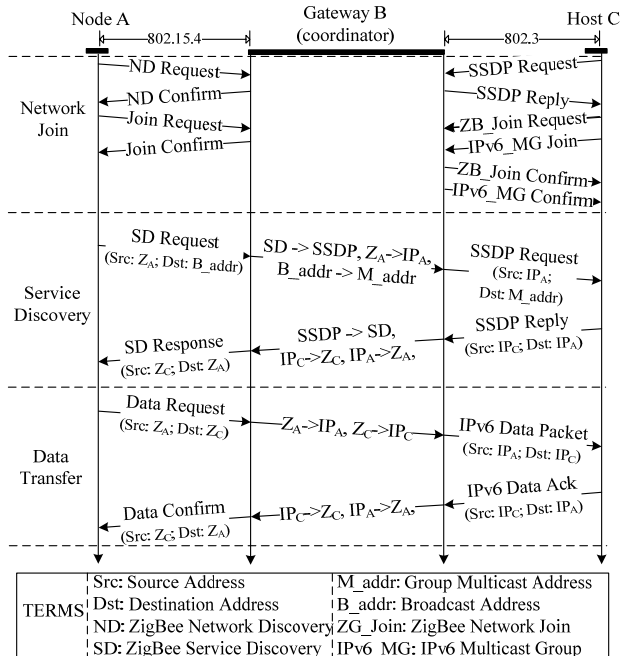 Node A
Gateway B
(coordinator)
Host C
802.15.4
802.3
Network
Join
ND Request
SSDP Request
ND Confirm
SSDP Reply
Join Request
ZB_Join Request
Join Confirm
IPv6_MG Join
ZB_Join Confirm
IPv6_MG Confirm
Service
Discovery
SD Request
(Src: ZA; Dst: B_addr)
SD -> SSDP, ZA->IPA,
B_addr -> M_addr
SSDP Request
(Src: IPA;
Dst: M_addr)
SSDP Reply
(Src: IPC; Dst: IPA)
SSDP -> SD,
IPC->ZC, IPA->ZA,
SD Response
(Src: ZC; Dst: ZA)
Data
Transfer
Data Request
(Src: ZA; Dst: ZC)
ZA->IPA, ZC->IPC
IPv6 Data Packet
(Src: IPA; Dst: IPC)
IPv6 Data Ack
(Src: IPC; Dst: IPA)
IPC->ZC, IPA->ZA,
Data Confirm
(Src: ZC; Dst: ZA)
TERMS
Src: Source Address
Dst: Destination Address
ND: ZigBee Network Discovery
SD: ZigBee Service Discovery
M_addr: Group Multicast Address
B_addr: Broadcast Address
ZG_Join: ZigBee Network Join
IPv6_MG: IPv6 Multicast Group